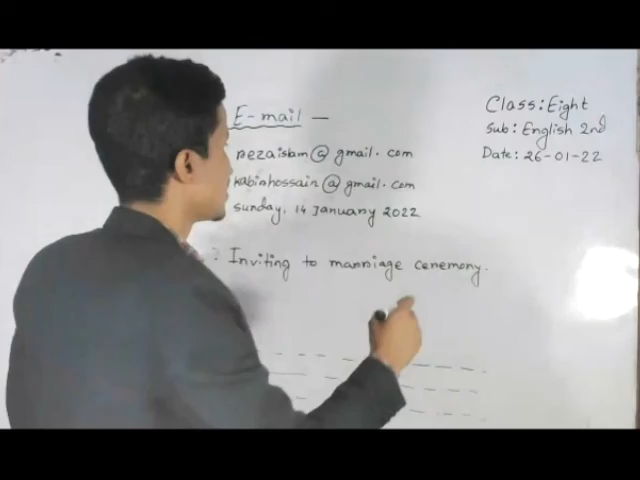 E-mail –
rezaislam@gmail.com
kabirhossain@gmail.com
sunday, 14 January 2022
: Inviting to marriage ceremony.
Class: Eight
Sub: English 2nd
Date: 26-01-22